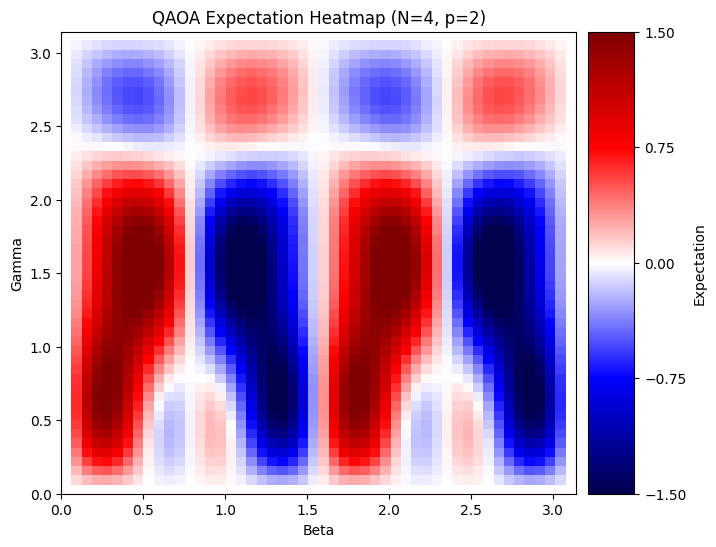 QAOA Expectation Heatmap (N=4, p=2)
3.0
2.5
2.0
1.5
1.0
0.5
0.0
Gamma
0.0 0.5 1.0 1.5 2.0 2.5 3.0
Beta
1.50
0.75
0.00
−0.75
−1.50
Expectation